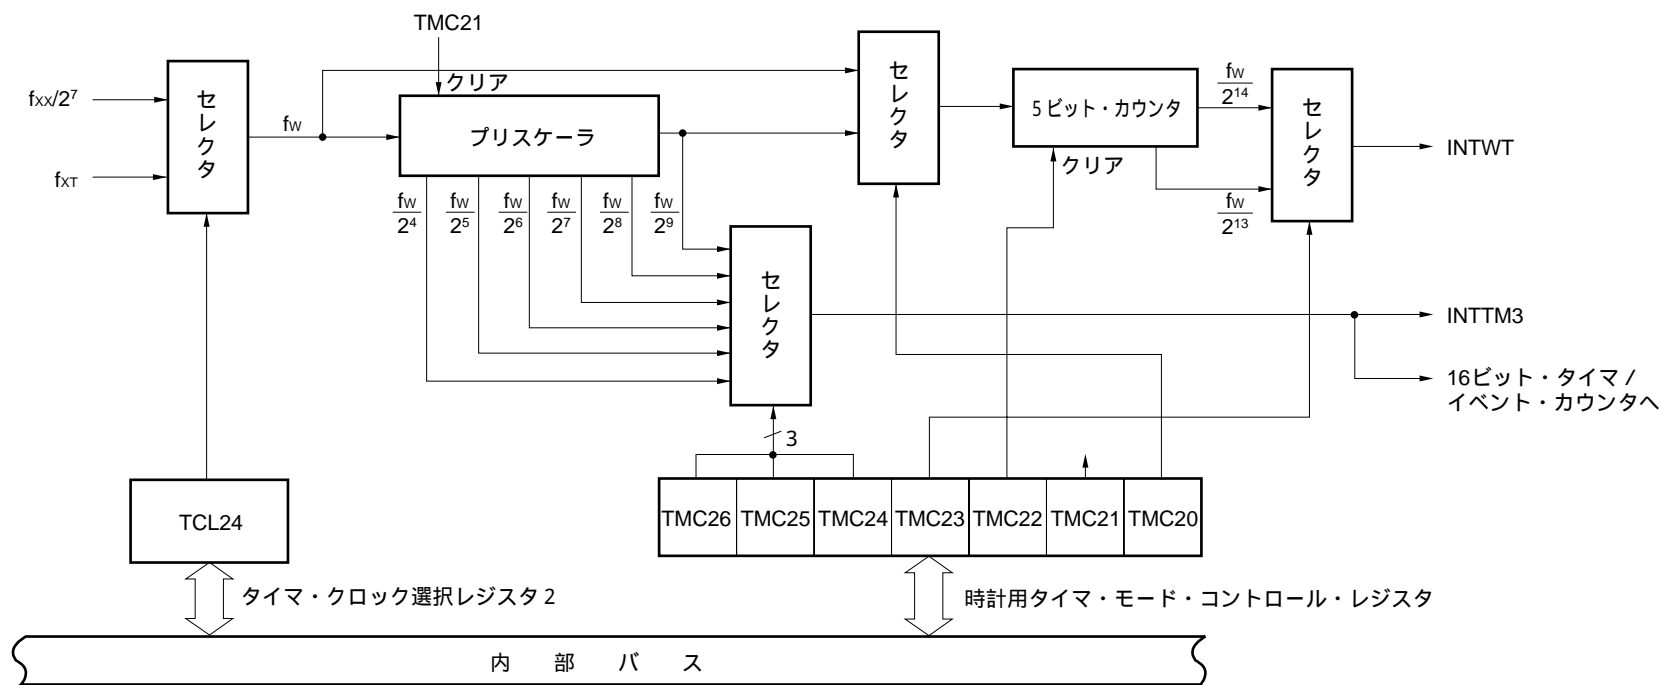 TMC21
クリア
fXX/2⁷
fXT
セレクタ
fW
プリスケーラ
fW/2⁴
fW/2⁵
fW/2⁶
fW/2⁷
fW/2⁸
fW/2⁹
セレクタ
セレクタ
5ビット・カウンタ
クリア
fW/2¹⁴
fW/2¹³
セレクタ
INTWT
INTTM3
16ビット・タイマ/
イベント・カウンタへ
3
TCL24
TMC26 TMC25 TMC24 TMC23 TMC22 TMC21 TMC20
タイマ・クロック選択レジスタ2
時計用タイマ・モード・コントロール・レジスタ
内部バス